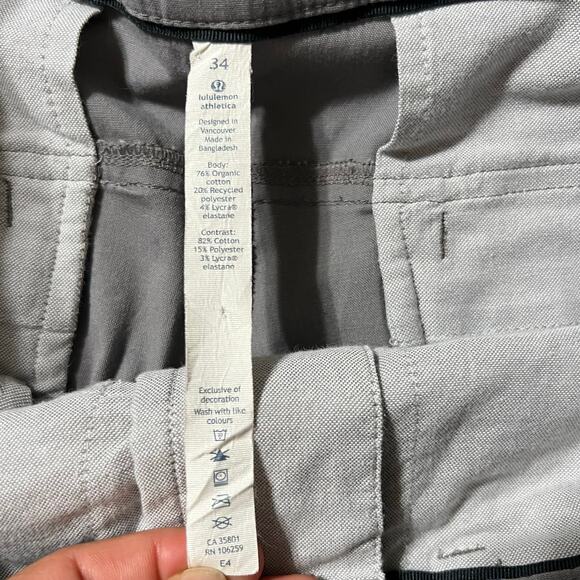 34
lululemon
athletica
Designed in
Vancouver
Made in
Bangladesh
Body:
76% Organic
cotton
20% Recycled
polyester
4% Lycra®
elastane
Contrast:
82% Cotton
15% Polyester
3% Lycra®
elastane
Exclusive of
decoration
Wash with like
colours
CA 35801
RN 106259
E4